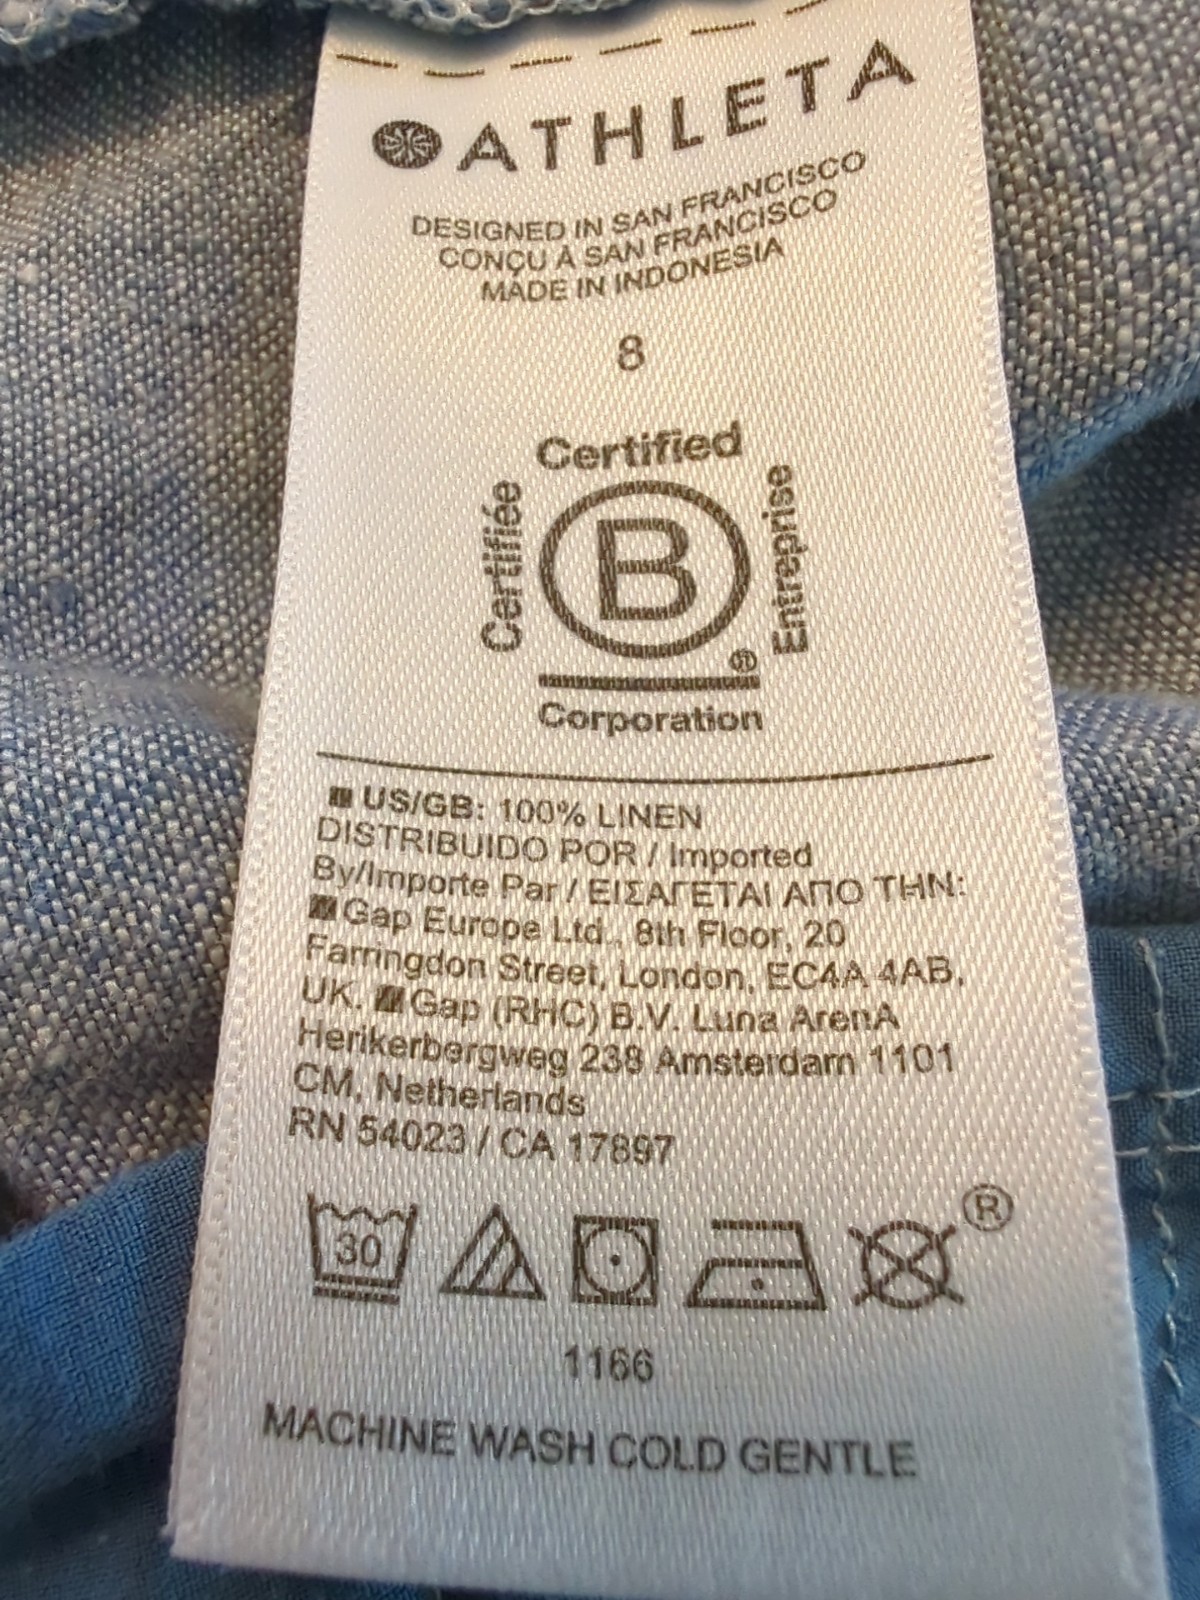 ATHLETA
DESIGNED IN SAN FRANCISCO
CONÇU À SAN FRANCISCO
MADE IN INDONESIA
8
Certified
Certifiée
B
Entreprise
®
Corporation
US/GB: 100% LINEN
DISTRIBUIDO POR / Imported
By/Importe Par / ΕΙΣΑΓΕΤΑΙ ΑΠΟ ΤΗΝ:
Gap Europe Ltd., 8th Floor, 20
Farringdon Street, London, EC4A 4AB,
UK. Gap (RHC) B.V. Luna ArenA
Herikerbergweg 238 Amsterdam 1101
CM, Netherlands
RN 54023 / CA 17897
30
®
1166
MACHINE WASH COLD GENTLE